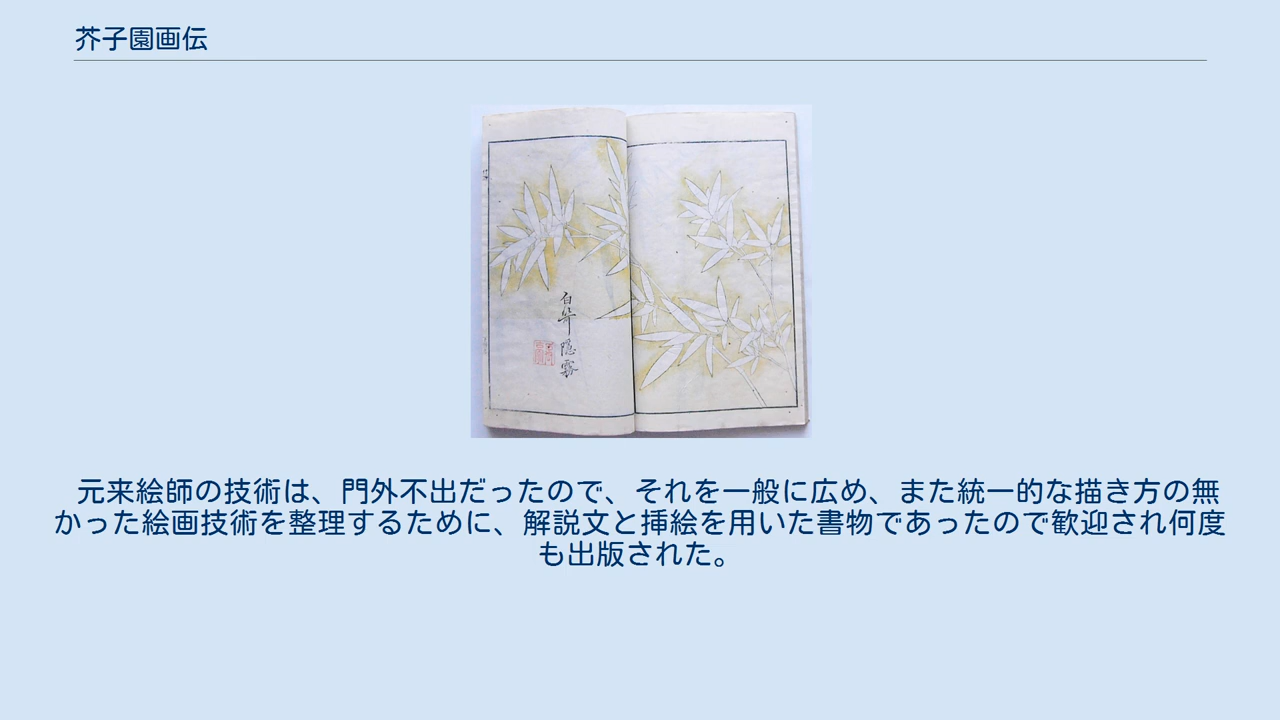 芥子園画伝
元来絵師の技術は、門外不出だったので、それを一般に広め、また統一的な描き方の無
かった絵画技術を整理するために、解説文と挿絵を用いた書物であったので歓迎され何度
も出版された。